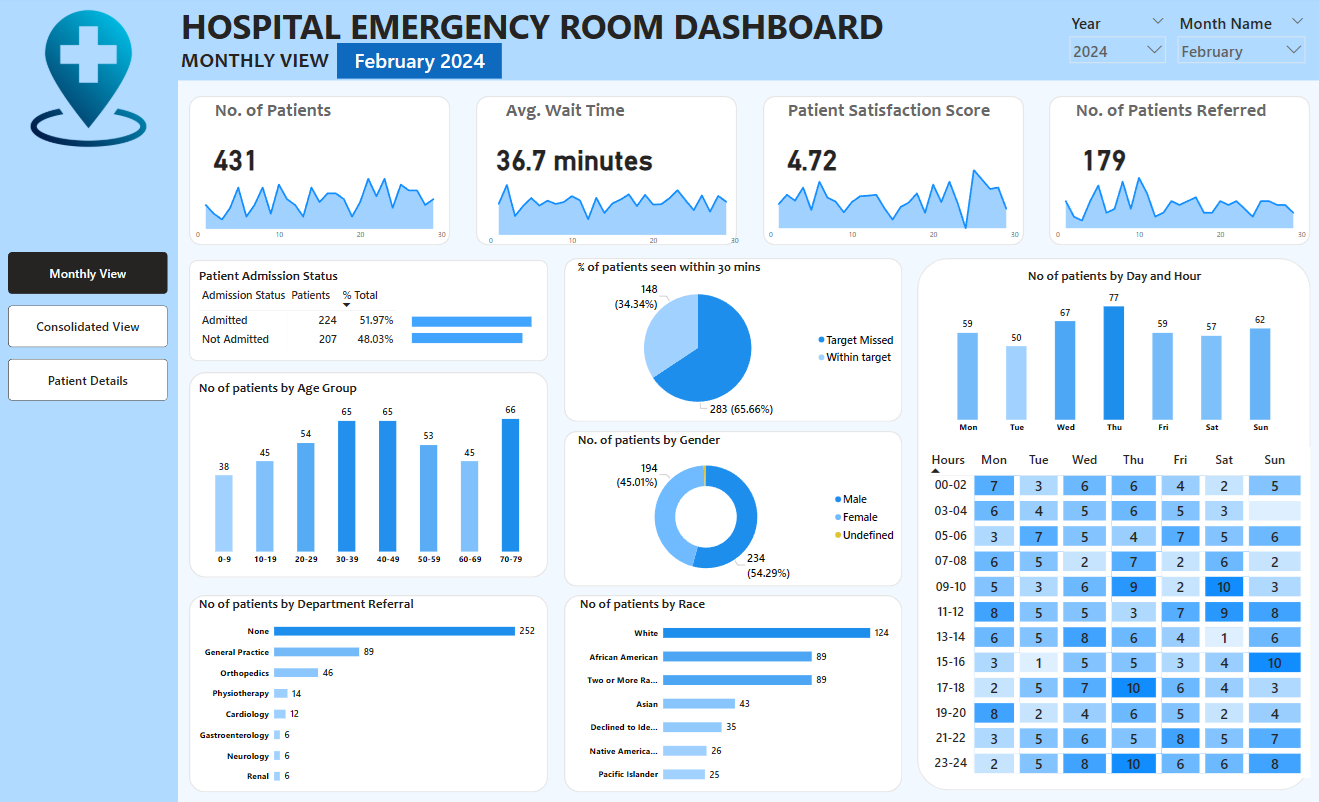 HOSPITAL EMERGENCY ROOM DASHBOARD
MONTHLY VIEW
February 2024
Year
2024
Month Name
February
Monthly View
Consolidated View
Patient Details
No. of Patients
431
0 10 20 30
Avg. Wait Time
36.7 minutes
0 10 20 30
Patient Satisfaction Score
4.72
0 10 20 30
No. of Patients Referred
179
0 10 20 30
Patient Admission Status
Admission Status Patients % Total
Admitted 224 51.97%
Not Admitted 207 48.03%
% of patients seen within 30 mins
148
(34.34%)
283 (65.66%)
Target Missed
Within target
No of patients by Age Group
38 45 54 65 65 53 45 66
0-9 10-19 20-29 30-39 40-49 50-59 60-69 70-79
No. of patients by Gender
194
(45.01%)
234
(54.29%)
Male
Female
Undefined
No of patients by Department Referral
None 252
General Practice 89
Orthopedics 46
Physiotherapy 14
Cardiology 12
Gastroenterology 6
Neurology 6
Renal 6
No of patients by Race
White 124
African American 89
Two or More Ra... 89
Asian 43
Declined to Ide... 35
Native America... 26
Pacific Islander 25
No of patients by Day and Hour
59 50 67 77 59 57 62
Mon Tue Wed Thu Fri Sat Sun
Hours Mon Tue Wed Thu Fri Sat Sun
00-02 7 3 6 6 4 2 5
03-04 6 4 5 6 5 3
05-06 3 7 5 4 7 5 6
07-08 6 5 2 7 2 6 2
09-10 5 3 6 9 2 10 3
11-12 8 5 5 3 7 9 8
13-14 6 5 8 6 4 1 6
15-16 3 1 5 5 3 4 10
17-18 2 5 7 10 6 4 3
19-20 8 2 4 6 5 2 4
21-22 3 5 6 5 8 5 7
23-24 2 5 8 10 6 6 8